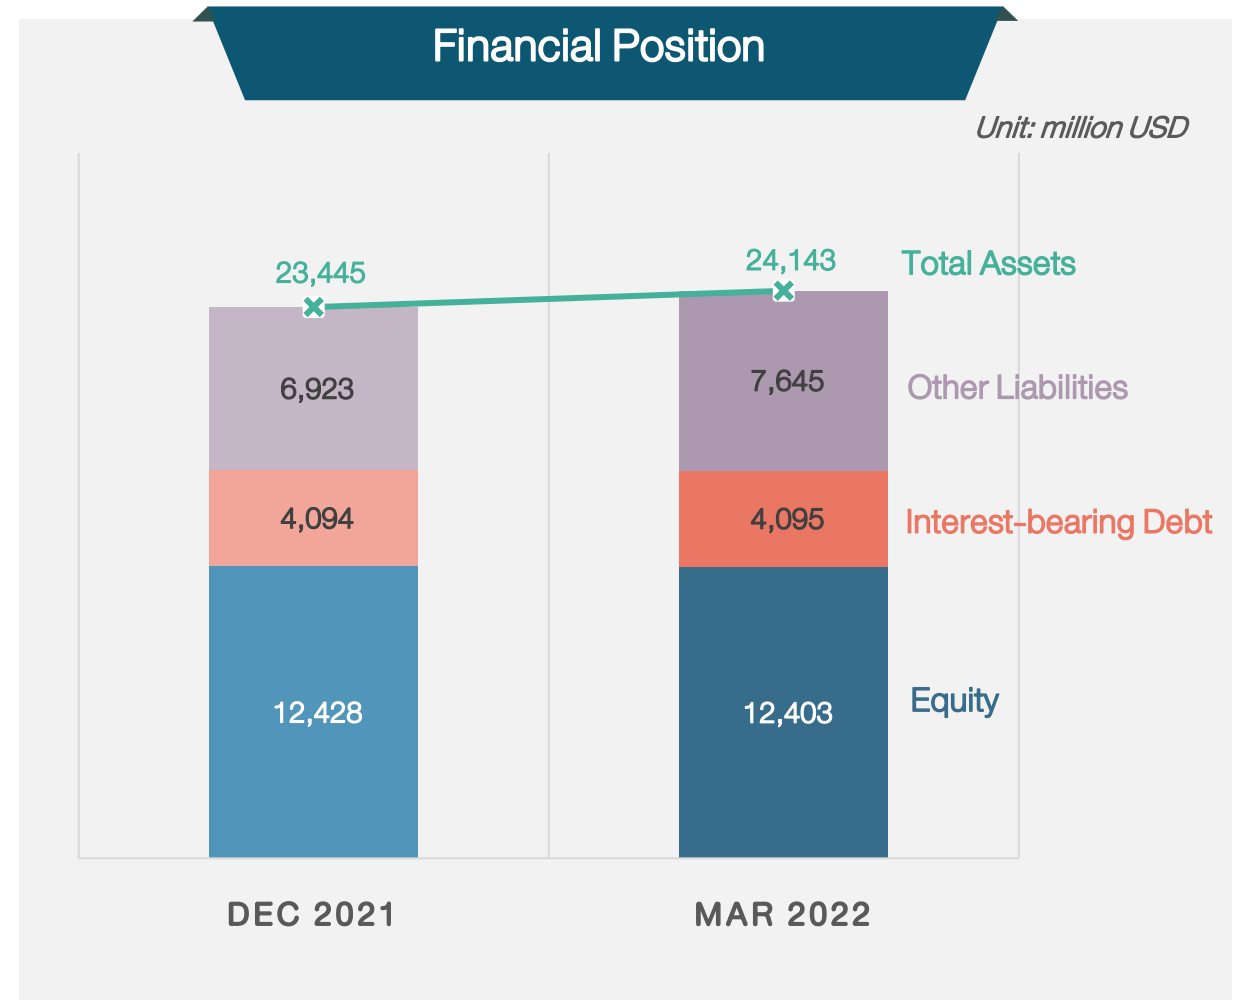 Financial Position
Unit: million USD
23,445
24,143
Total Assets
6,923
7,645
Other Liabilities
4,094
4,095
Interest-bearing Debt
12,428
12,403
Equity
DEC 2021
MAR 2022